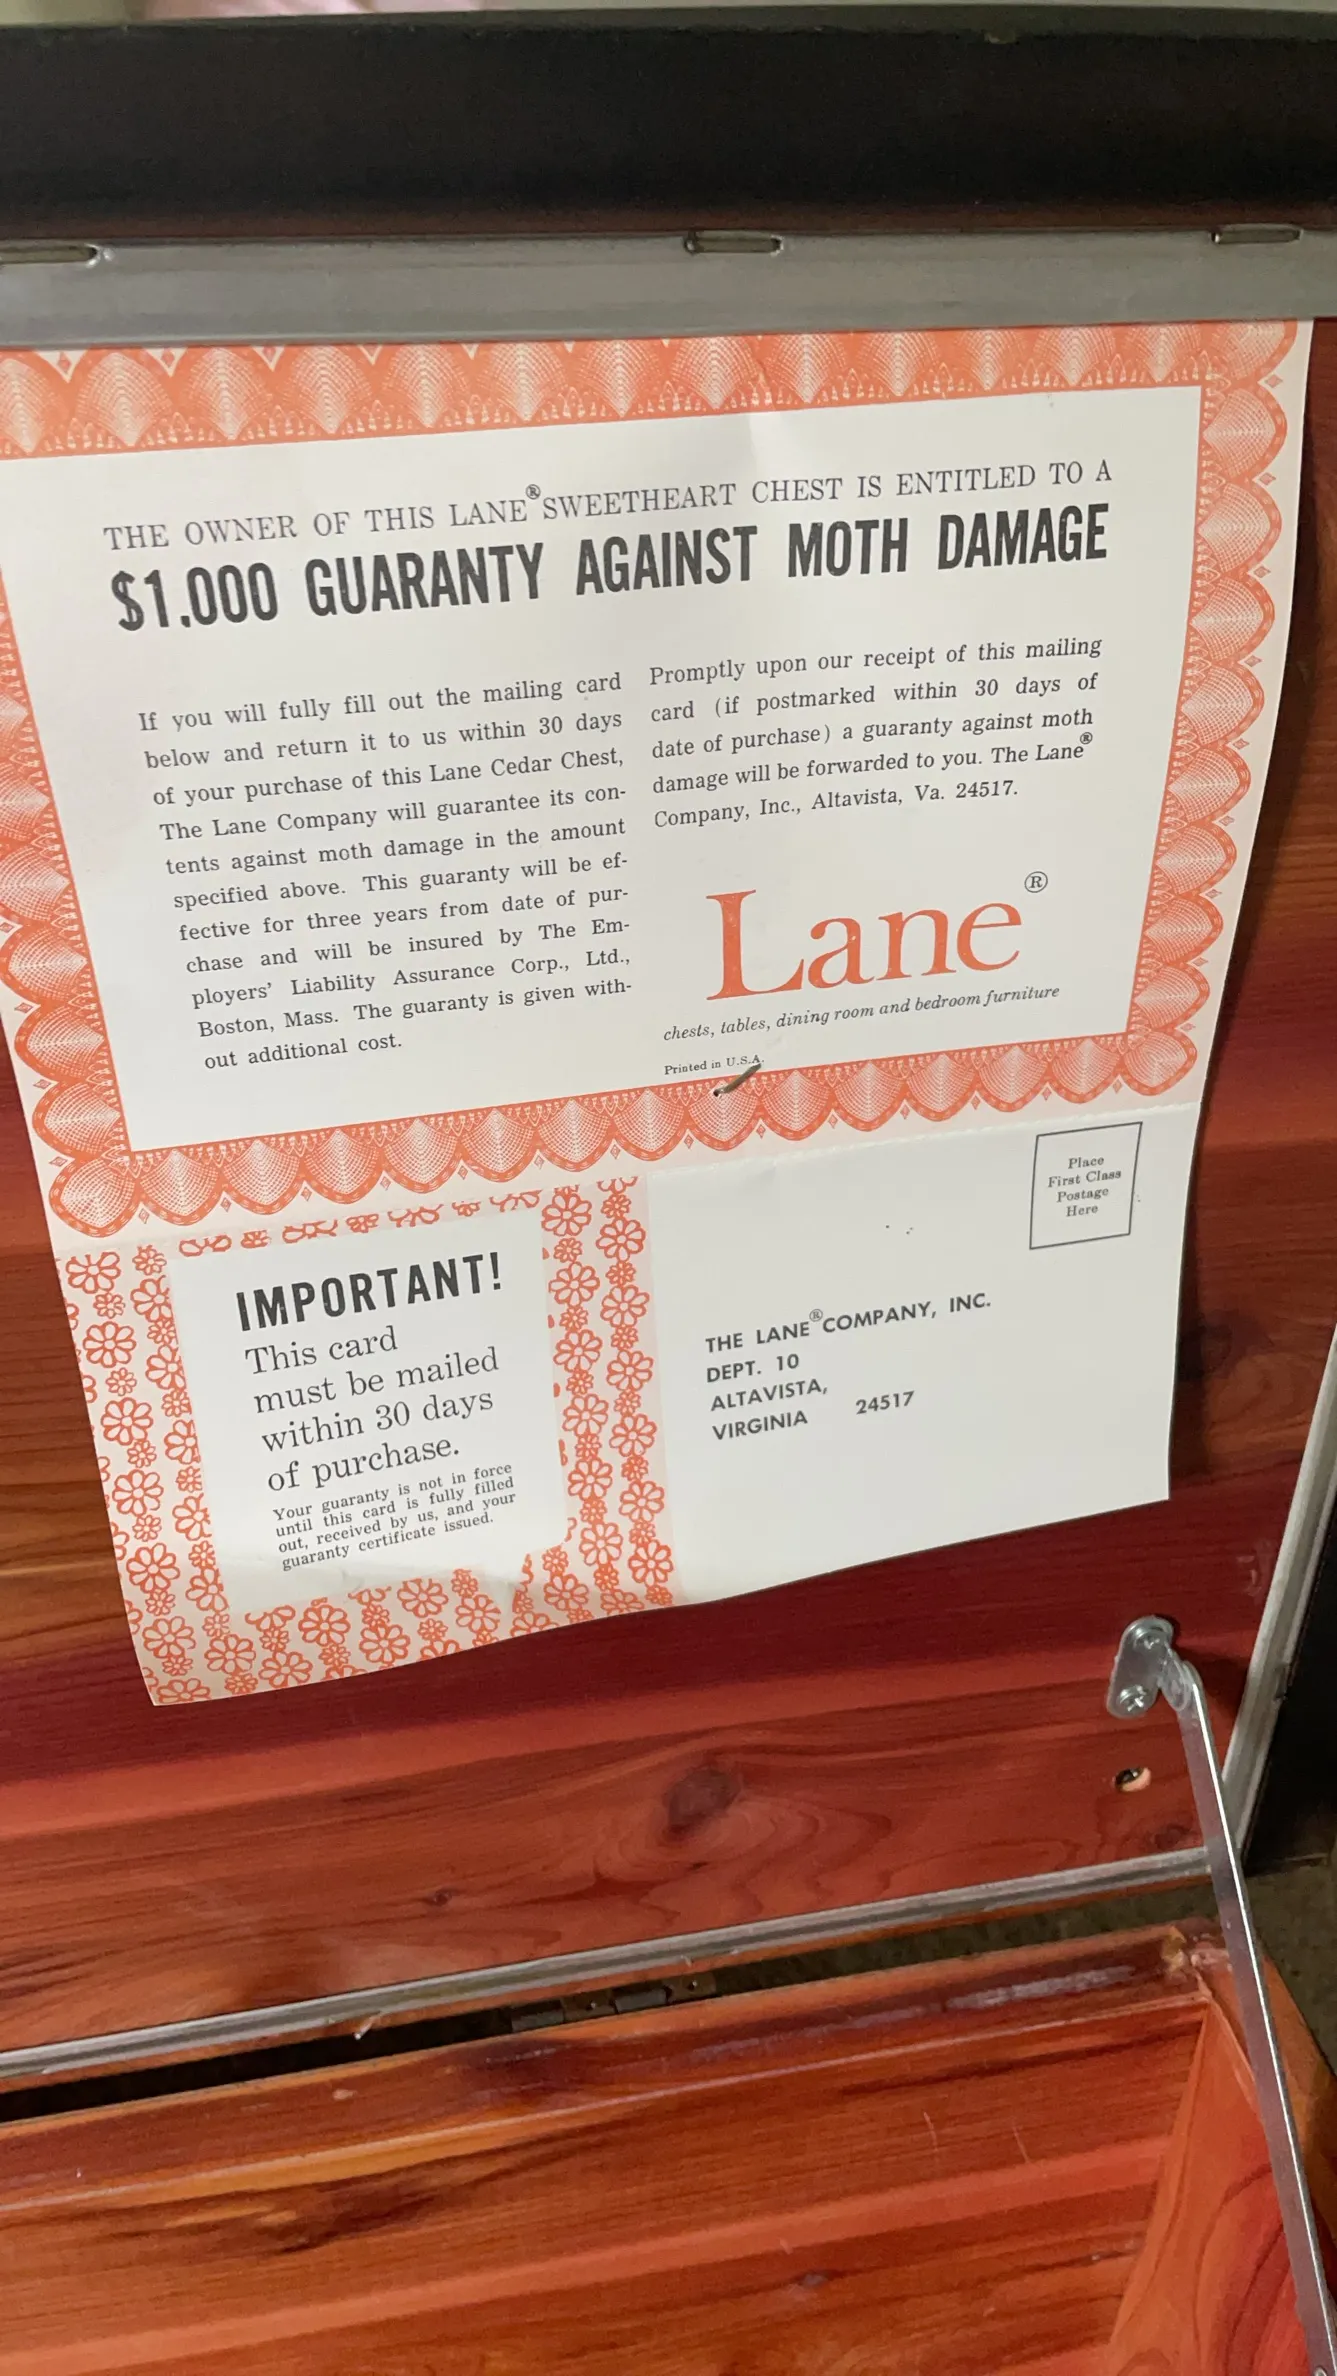 THE OWNER OF THIS LANE® SWEETHEART CHEST IS ENTITLED TO A
$1.000 GUARANTY AGAINST MOTH DAMAGE
If you will fully fill out the mailing card
below and return it to us within 30 days
of your purchase of this Lane Cedar Chest,
The Lane Company will guarantee its con-
tents against moth damage in the amount
specified above. This guaranty will be ef-
fective for three years from date of pur-
chase and will be insured by The Em-
ployers' Liability Assurance Corp., Ltd.,
Boston, Mass. The guaranty is given with-
out additional cost.
Promptly upon our receipt of this mailing
card (if postmarked within 30 days of
date of purchase) a guaranty against moth
damage will be forwarded to you. The Lane®
Company, Inc., Altavista, Va. 24517.
Lane®
chests, tables, dining room and bedroom furniture
Printed in U.S.A.
IMPORTANT!
This card
must be mailed
within 30 days
of purchase.
Your guaranty is not in force
until this card is fully filled
out, received by us, and your
guaranty certificate issued.
Place
First Class
Postage
Here
THE LANE® COMPANY, INC.
DEPT. 10
ALTAVISTA,
VIRGINIA 24517